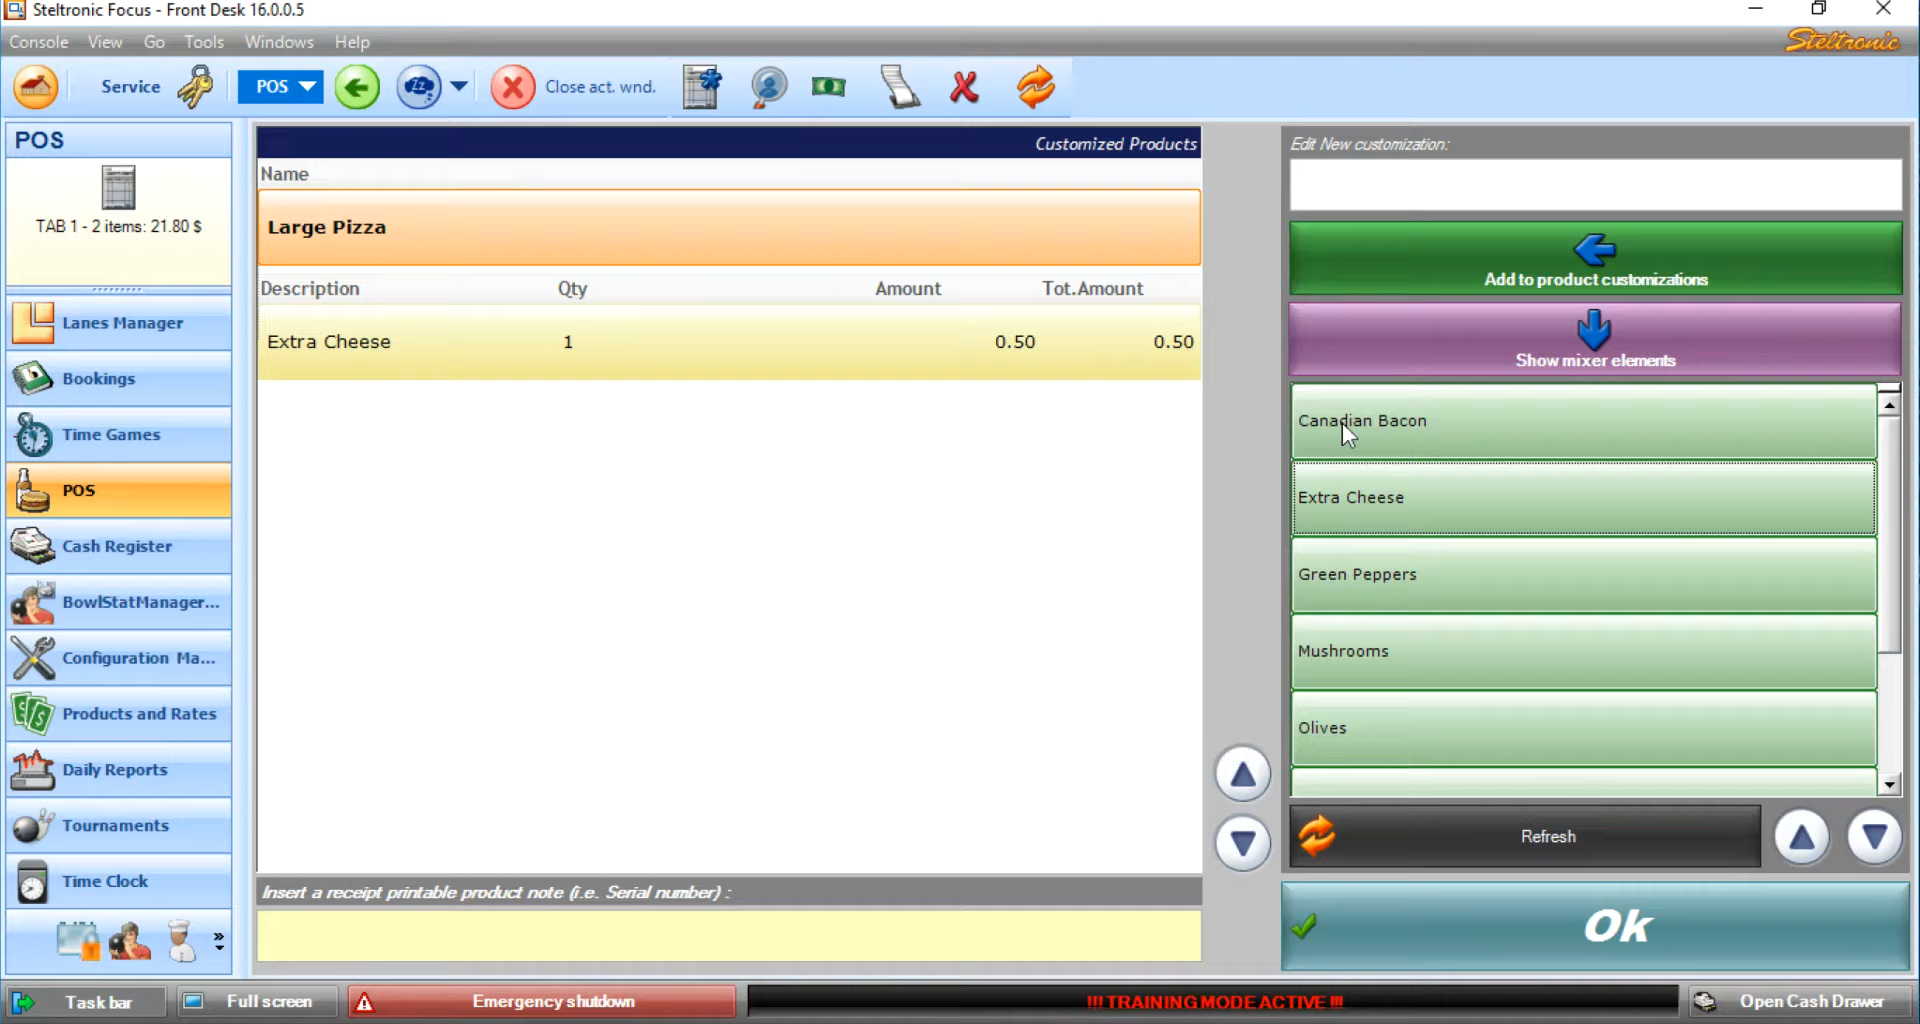 Steltronic Focus - Front Desk 16.0.0.5
Console View Go Tools Windows Help
Steltronic
Service POS Close act. wnd.
POS
TAB 1 - 2 items: 21.80 $
Lanes Manager
Bookings
Time Games
POS
Cash Register
BowlStatManager...
Configuration Ma...
Products and Rates
Daily Reports
Tournaments
Time Clock
Customized Products
Name
Large Pizza
Description Qty Amount Tot.Amount
Extra Cheese 1 0.50 0.50
Insert a receipt printable product note (i.e. Serial number) :
Edit New customization:
Add to product customizations
Show mixer elements
Canadian Bacon
Extra Cheese
Green Peppers
Mushrooms
Olives
Refresh
Ok
Task bar Full screen Emergency shutdown !!! TRAINING MODE ACTIVE !!! Open Cash Drawer